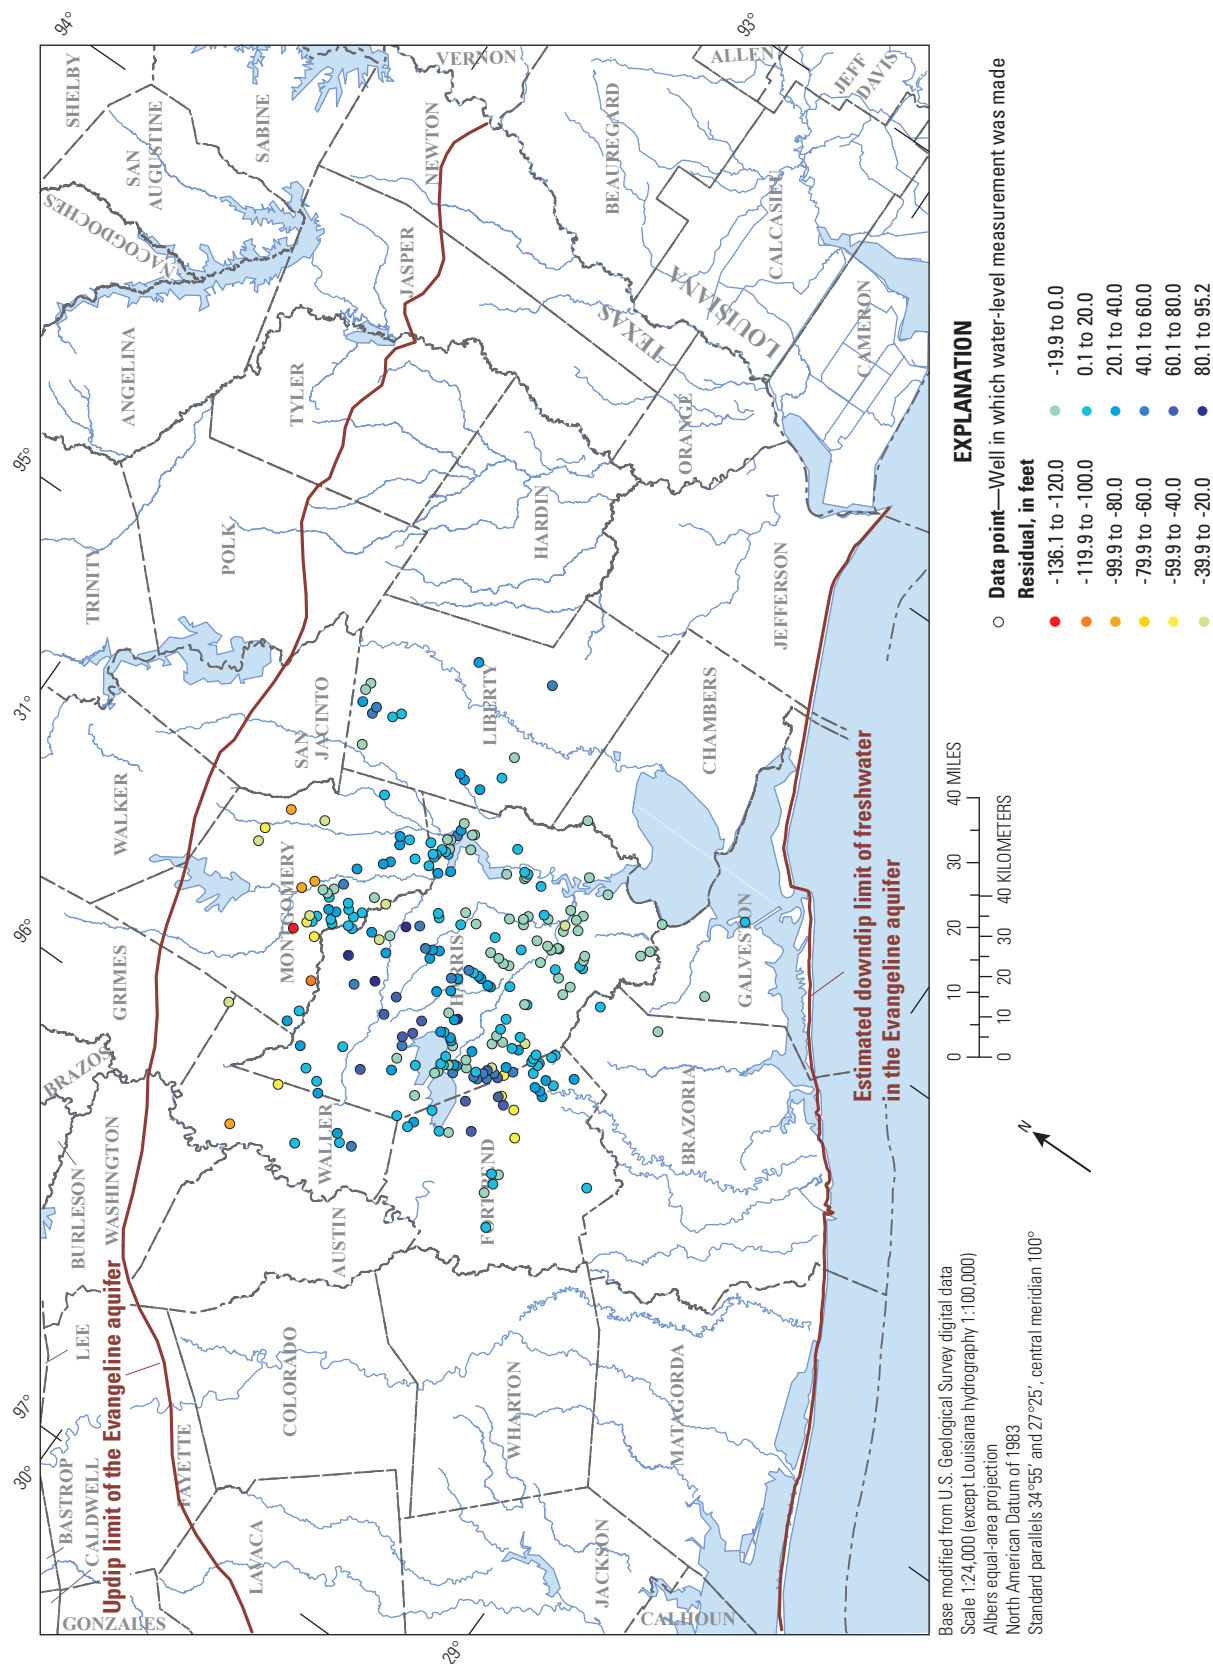 94°
93°
95°
31°
96°
97°
30°
29°
SHELBY
SAN
AUGUSTINE
SABINE
VERNON
ALLEN
JEFF
DAVIS
NACOGDOCHES
NEWTON
BEAUREGARD
ANGELINA
JASPER
CALCASIEU
TEXAS
LOUISIANA
CAMERON
TYLER
ORANGE
TRINITY
POLK
HARDIN
JEFFERSON
SAN
JACINTO
LIBERTY
CHAMBERS
WALKER
MONTGOMERY
GRIMES
HARRIS
GALVESTON
BRAZOS
WALLER
BRAZORIA
BURLESON
WASHINGTON
AUSTIN
FORT BEND
LEE
COLORADO
WHARTON
MATAGORDA
BASTROP
CALDWELL
FAYETTE
LAVACA
JACKSON
GONZALES
CALHOUN
Updip limit of the Evangeline aquifer
Estimated downdip limit of freshwater
in the Evangeline aquifer
0 10 20 30 40 MILES
0 10 20 30 40 KILOMETERS
N
EXPLANATION
Data point—Well in which water-level measurement was made
Residual, in feet
-136.1 to -120.0
-119.9 to -100.0
-99.9 to -80.0
-79.9 to -60.0
-59.9 to -40.0
-39.9 to -20.0
-19.9 to 0.0
0.1 to 20.0
20.1 to 40.0
40.1 to 60.0
60.1 to 80.0
80.1 to 95.2
Base modified from U.S. Geological Survey digital data
Scale 1:24,000 (except Louisiana hydrography 1:100,000)
Albers equal-area projection
North American Datum of 1983
Standard parallels 34°55′ and 27°25′, central meridian 100°